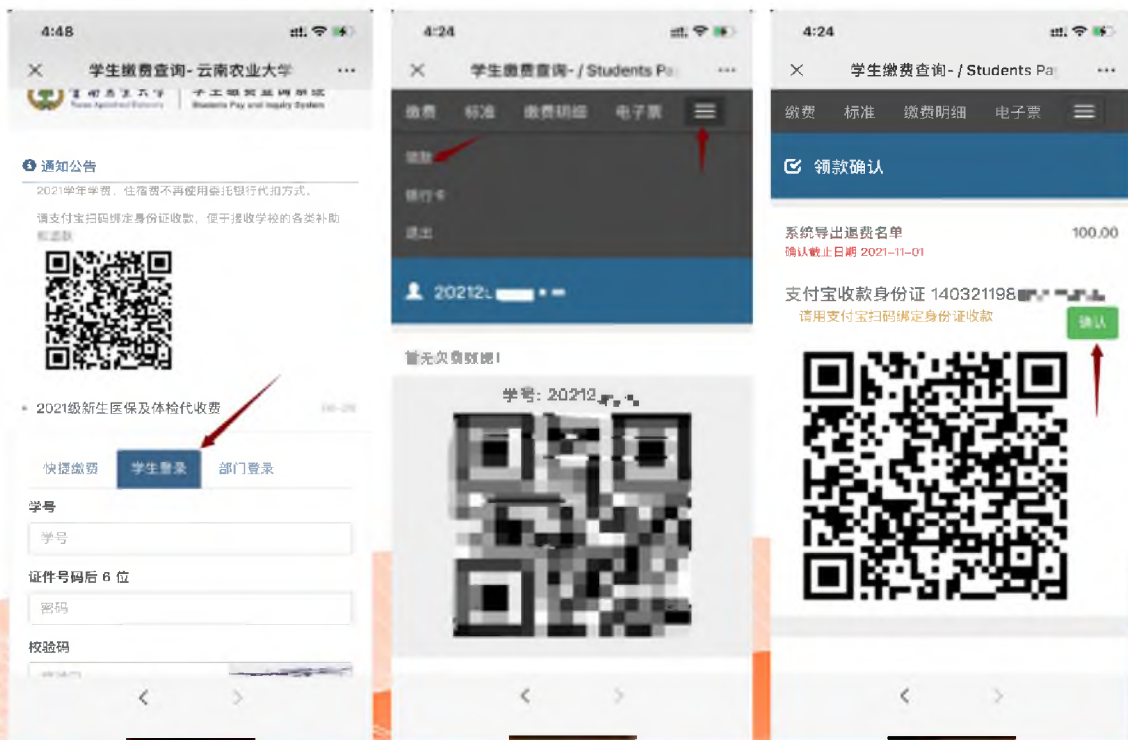 4:48
学生缴费查询- 云南农业大学
Students Pay and Inquiry System
通知公告
2021学年学费、住宿费不再使用委托银行代扣方式。
请支付宝扫码绑定身份证收款，便于接收学校的各类补助
和退款
2021级新生医保及体检代收费
快捷缴费 学生登录 部门登录
学号
学号
证件号码后 6 位
密码
校验码
4:24
学生缴费查询- / Students Pa
缴费 标准 缴费明细 电子票
领款
银行卡
退出
20212
暂无欠费数据!
学号: 20212
4:24
学生缴费查询- / Students Pa
缴费 标准 缴费明细 电子票
领款确认
系统导出退费名单 100.00
确认截止日期 2021-11-01
支付宝收款身份证 140321198
请用支付宝扫码绑定身份证收款
确认